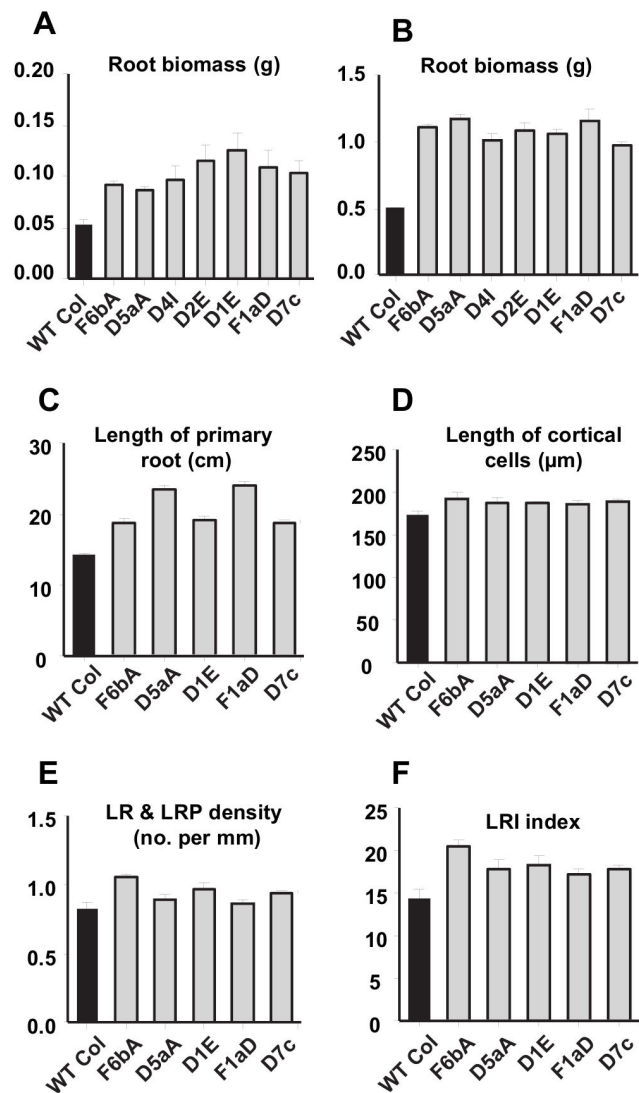 A
Root biomass (g)
0.20
0.15
0.10
0.05
0.00
WT Col
F6bA
D5aA
D4I
D2E
D1E
F1aD
D7c
B
Root biomass (g)
1.5
1.0
0.5
0.0
WT Col
F6bA
D5aA
D4I
D2E
D1E
F1aD
D7c
C
Length of primary
root (cm)
30
20
10
0
WT Col
F6bA
D5aA
D1E
F1aD
D7c
D
Length of cortical
cells (µm)
250
200
150
100
50
0
WT Col
F6bA
D5aA
D1E
F1aD
D7c
E
LR & LRP density
(no. per mm)
1.5
1.0
0.5
0.0
WT Col
F6bA
D5aA
D1E
F1aD
D7c
F
LRI index
25
20
15
10
5
0
WT Col
F6bA
D5aA
D1E
F1aD
D7c